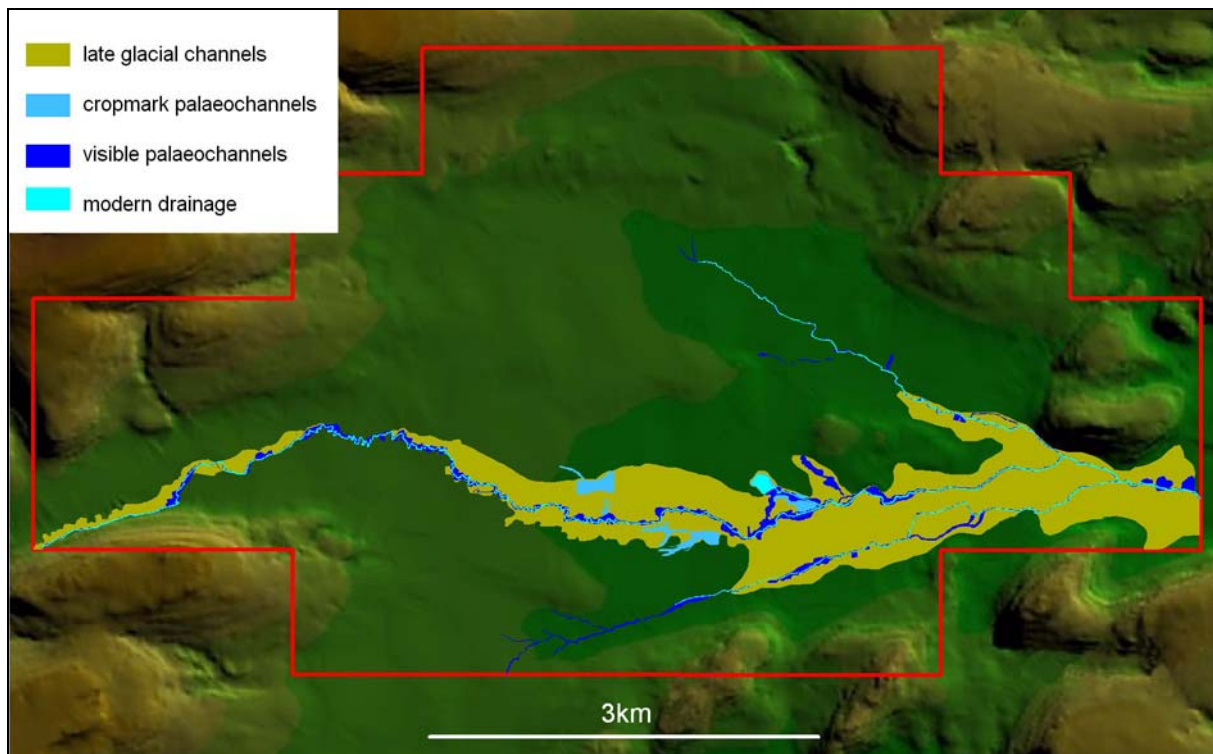 late glacial channels
cropmark palaeochannels
visible palaeochannels
modern drainage
3km